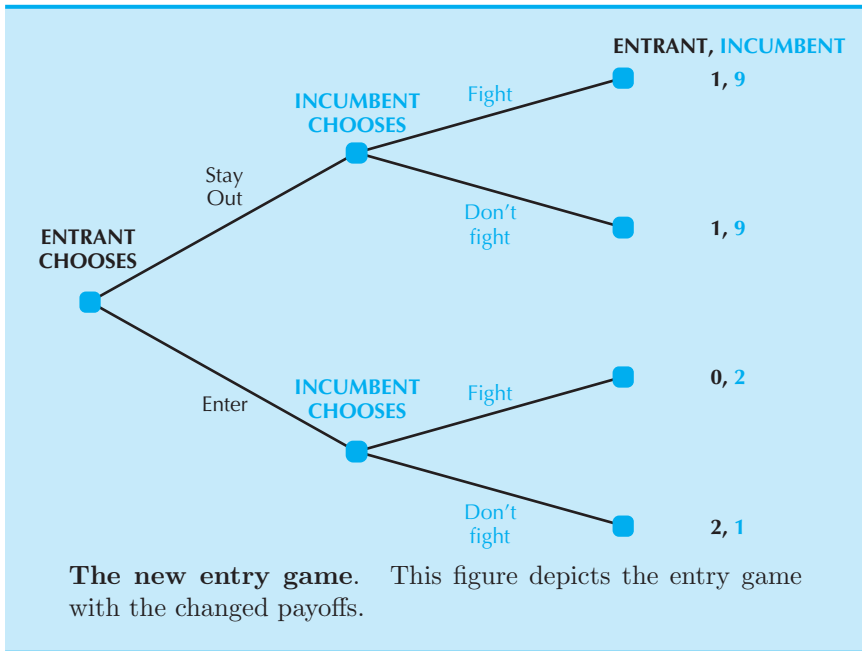 ENTRANT, INCUMBENT
1, 9
Fight
INCUMBENT
CHOOSES
Stay
Out
Don't
fight
1, 9
ENTRANT
CHOOSES
INCUMBENT
CHOOSES
Fight
0, 2
Enter
Don't
fight
2, 1
The new entry game. This figure depicts the entry game
with the changed payoffs.